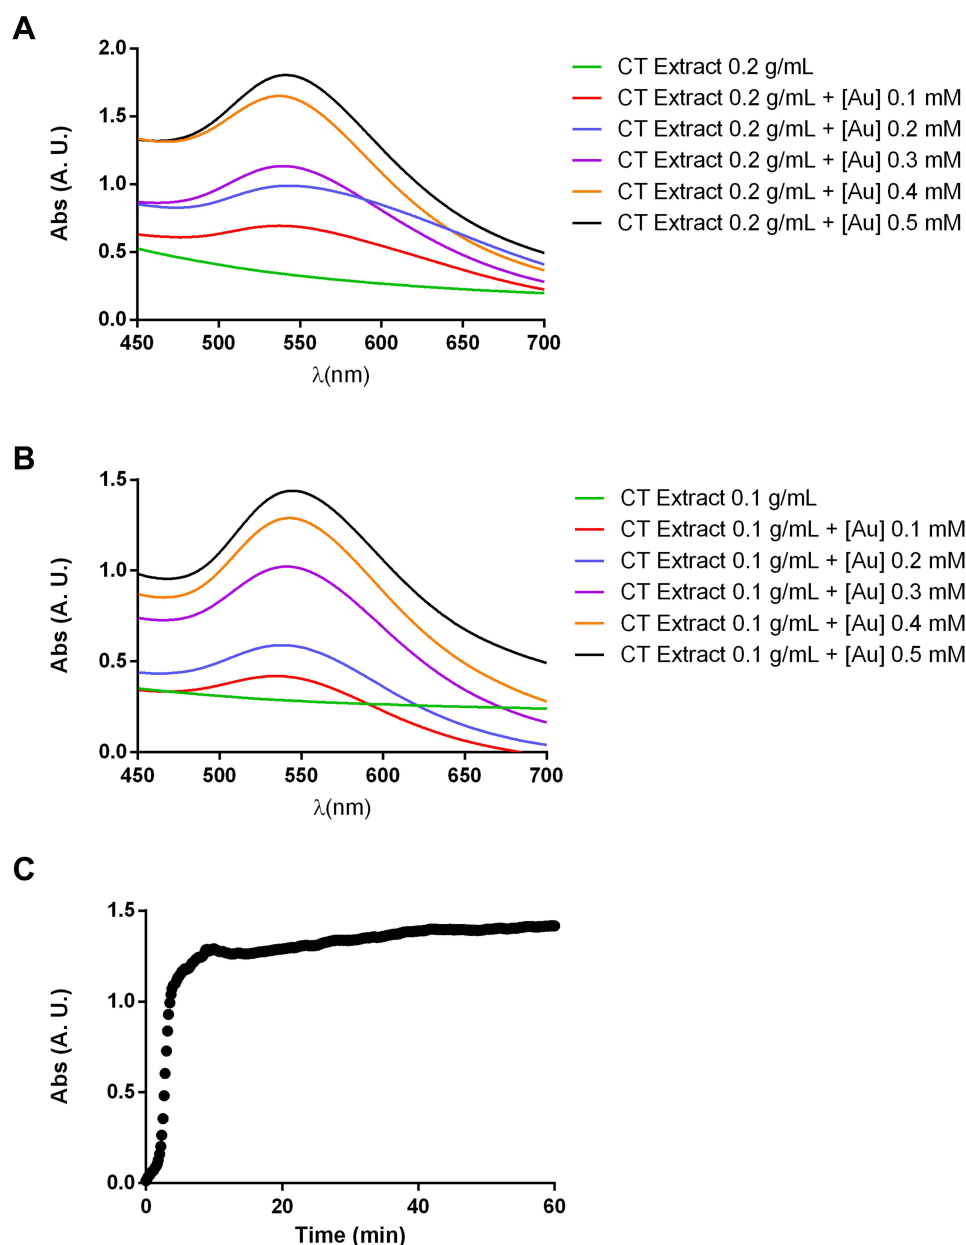 A
2.0
1.5
1.0
0.5
0.0
Abs (A. U.)
450 500 550 600 650 700
λ(nm)
CT Extract 0.2 g/mL
CT Extract 0.2 g/mL + [Au] 0.1 mM
CT Extract 0.2 g/mL + [Au] 0.2 mM
CT Extract 0.2 g/mL + [Au] 0.3 mM
CT Extract 0.2 g/mL + [Au] 0.4 mM
CT Extract 0.2 g/mL + [Au] 0.5 mM
B
1.5
1.0
0.5
0.0
Abs (A. U.)
450 500 550 600 650 700
λ(nm)
CT Extract 0.1 g/mL
CT Extract 0.1 g/mL + [Au] 0.1 mM
CT Extract 0.1 g/mL + [Au] 0.2 mM
CT Extract 0.1 g/mL + [Au] 0.3 mM
CT Extract 0.1 g/mL + [Au] 0.4 mM
CT Extract 0.1 g/mL + [Au] 0.5 mM
C
1.5
1.0
0.5
0.0
Abs (A. U.)
0 20 40 60
Time (min)